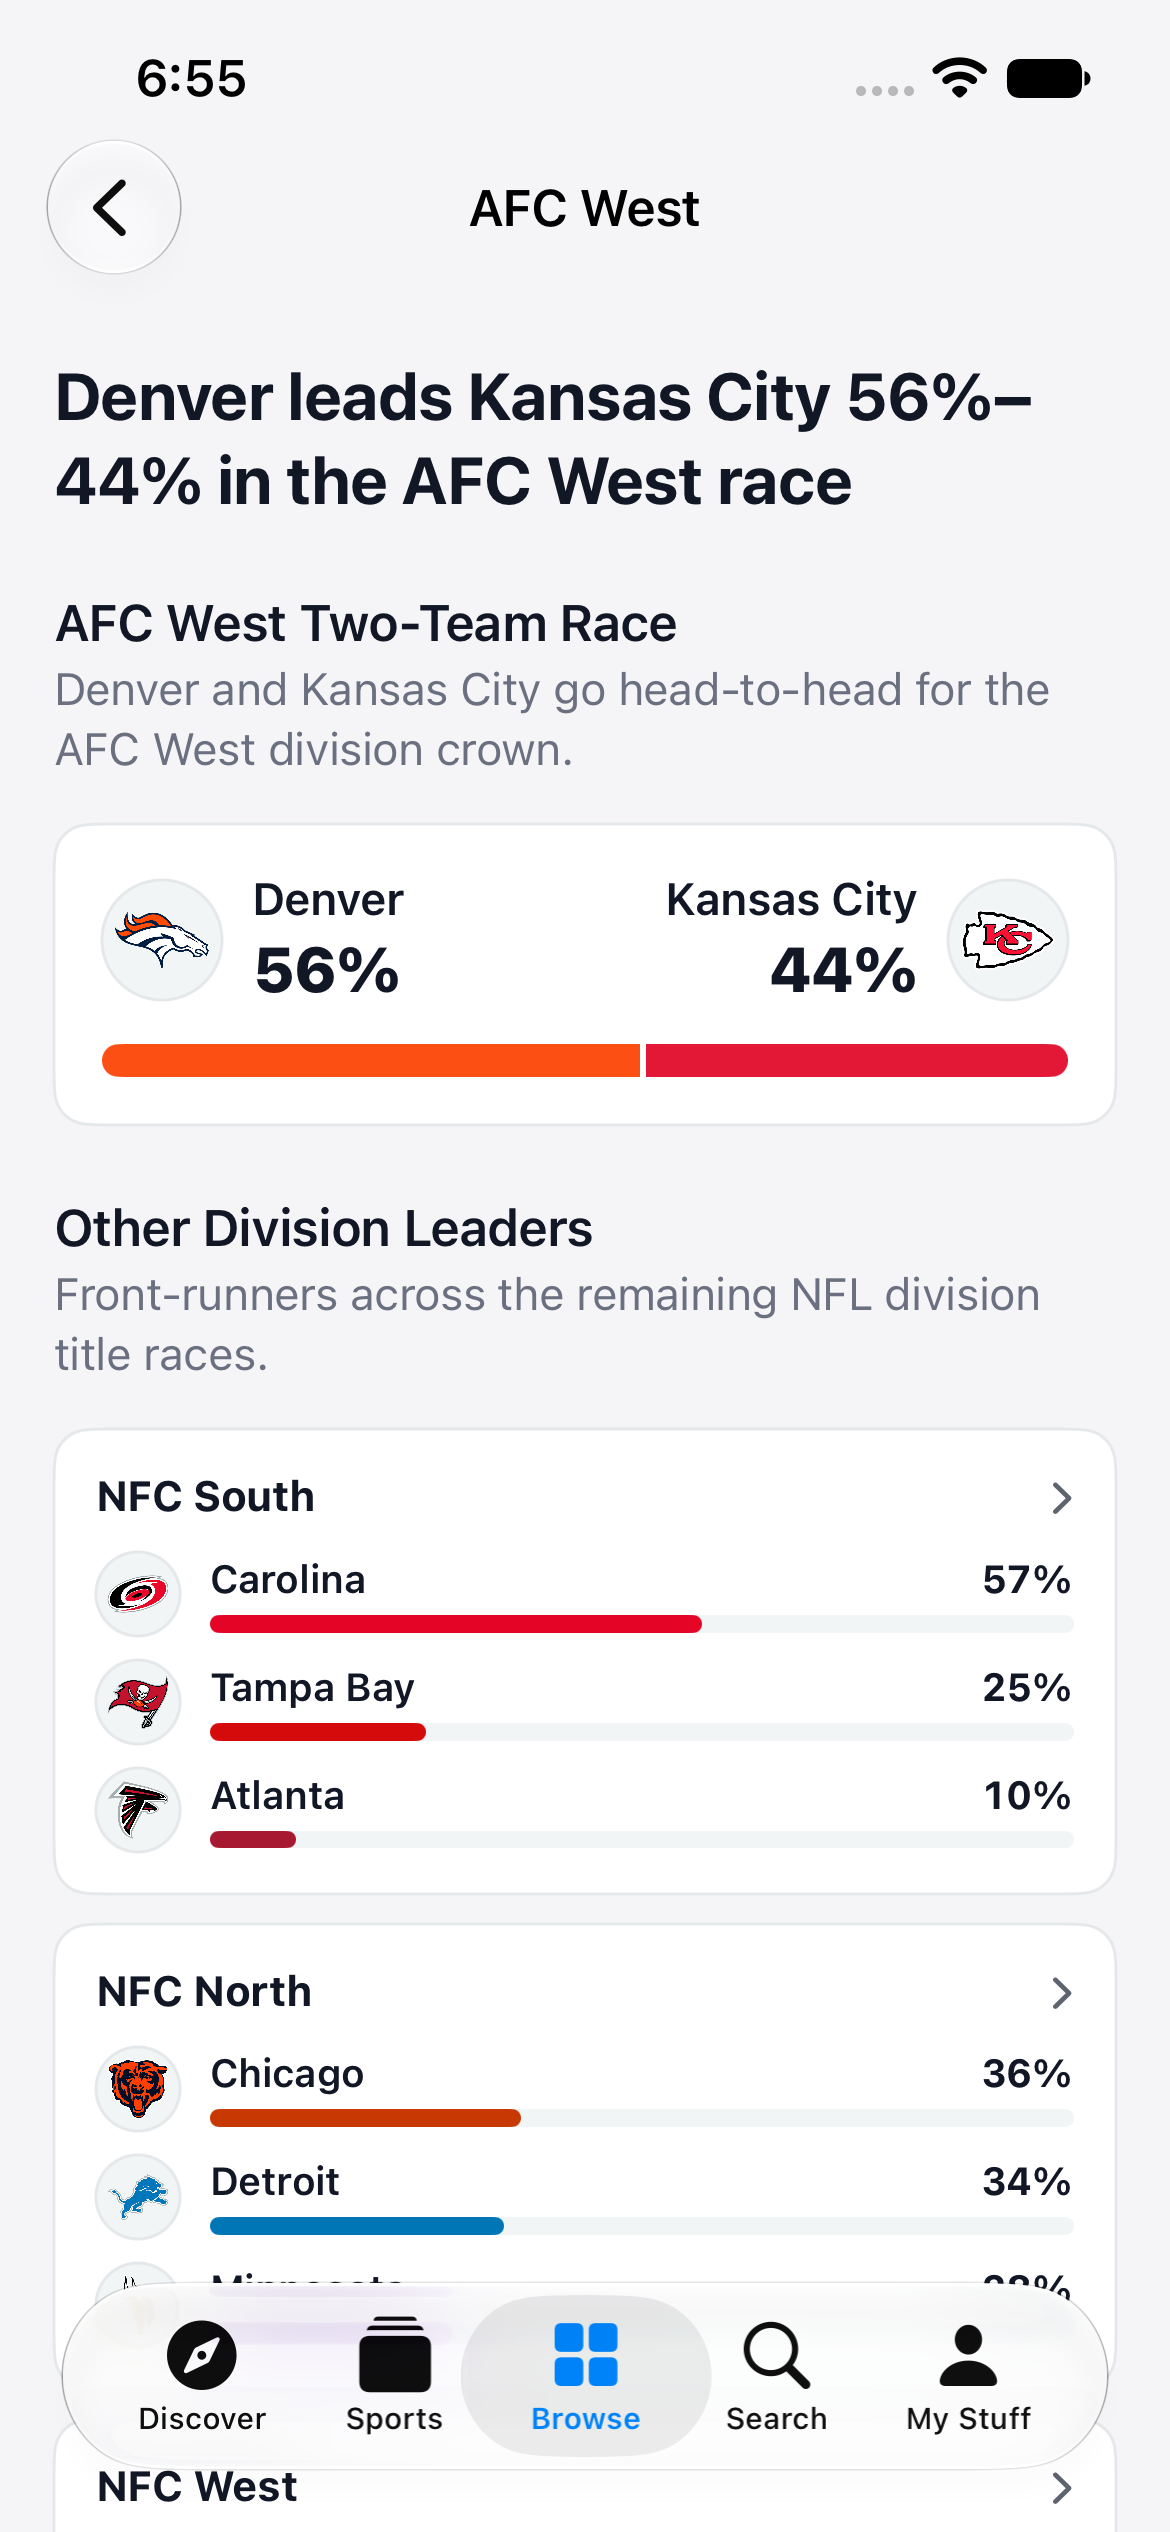 6:55
AFC West
Denver leads Kansas City 56%–
44% in the AFC West race
AFC West Two-Team Race
Denver and Kansas City go head-to-head for the
AFC West division crown.
Denver
56%
Kansas City
44%
KC
Other Division Leaders
Front-runners across the remaining NFL division
title races.
NFC South
Carolina 57%
Tampa Bay 25%
Atlanta 10%
NFC North
Chicago 36%
Detroit 34%
Discover
Sports
Browse
Search
My Stuff
NFC West